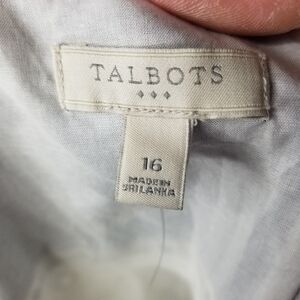 TALBOTS
16
MADE IN
SRI LANKA